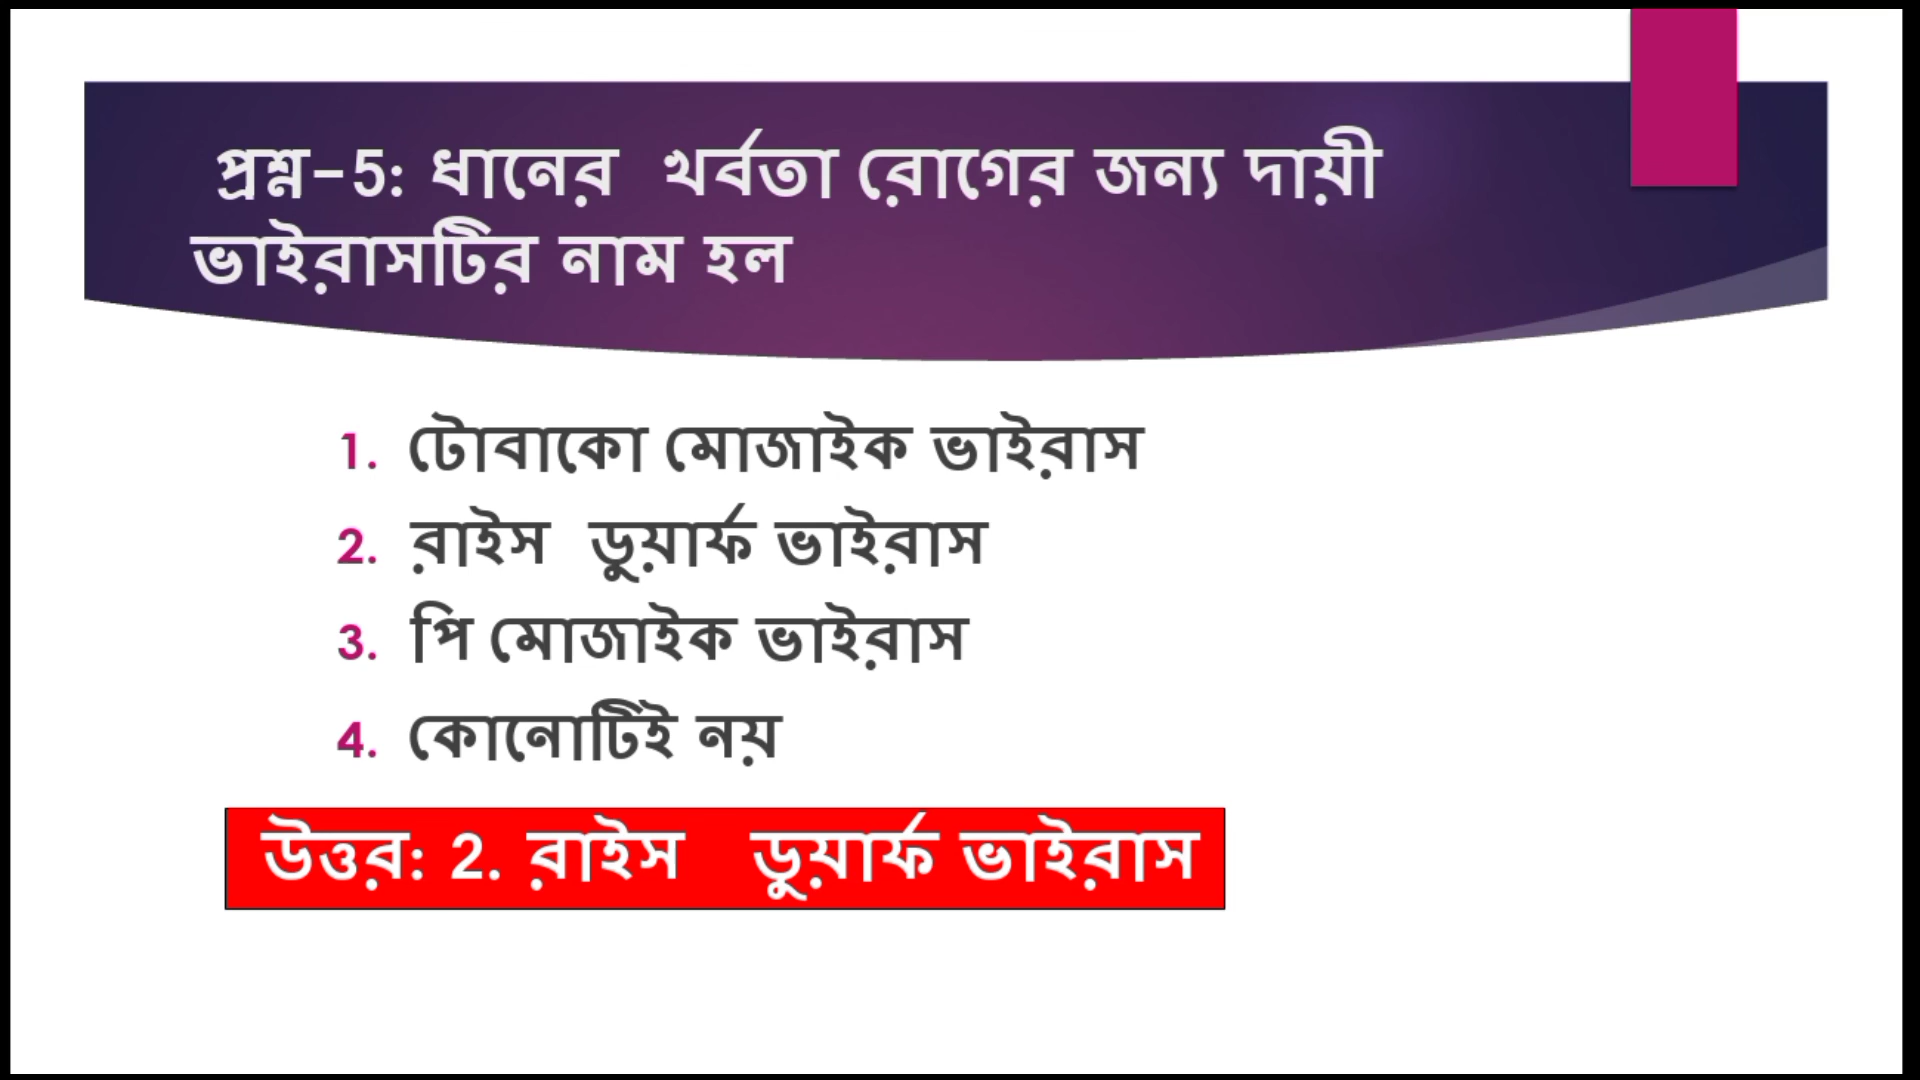 প্রশ্ন-5: ধানের খর্বতা রোগের জন্য দায়ী
ভাইরাসটির নাম হল
1. টোবাকো মোজাইক ভাইরাস
2. রাইস ডুয়ার্ফ ভাইরাস
3. পি মোজাইক ভাইরাস
4. কোনোটিই নয়
উত্তর: 2. রাইস ডুয়ার্ফ ভাইরাস